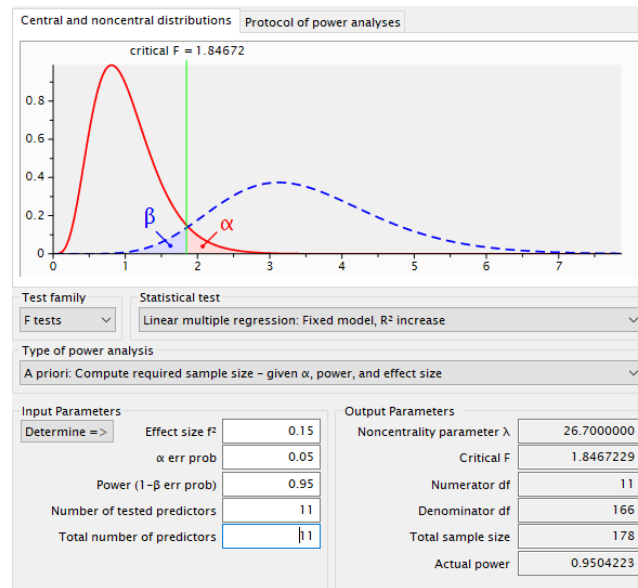 Central and noncentral distributions Protocol of power analyses
critical F = 1.84672
0.8
0.6
0.4
β α
0.2
0
0 1 2 3 4 5 6 7
Test family Statistical test
F tests Linear multiple regression: Fixed model, R² increase
Type of power analysis
A priori: Compute required sample size – given α, power, and effect size
Input Parameters Output Parameters
Determine => Effect size f² 0.15 Noncentrality parameter λ 26.7000000
α err prob 0.05 Critical F 1.8467229
Power (1-β err prob) 0.95 Numerator df 11
Number of tested predictors 11 Denominator df 166
Total number of predictors 11 Total sample size 178
Actual power 0.9504223